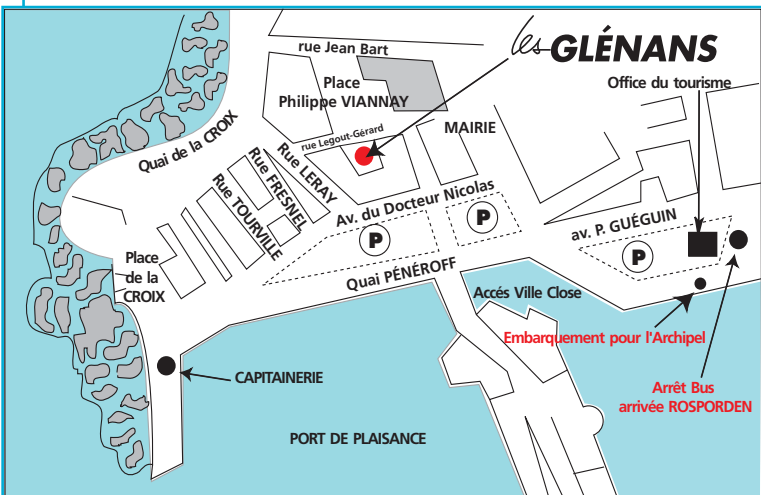 les GLÉNANS
rue Jean Bart
Office du tourisme
Place
Philippe VIANNAY
MAIRIE
rue Legout-Gérard
Quai de la CROIX
Rue LERAY
Rue FRESNEL
Rue TOURVILLE
Av. du Docteur Nicolas
P
P
av. P. GUÉGUIN
P
Place
de la
CROIX
Quai PÉNÉROFF
Accés Ville Close
Embarquement pour l'Archipel
CAPITAINERIE
Arrêt Bus
arrivée ROSPORDEN
PORT DE PLAISANCE